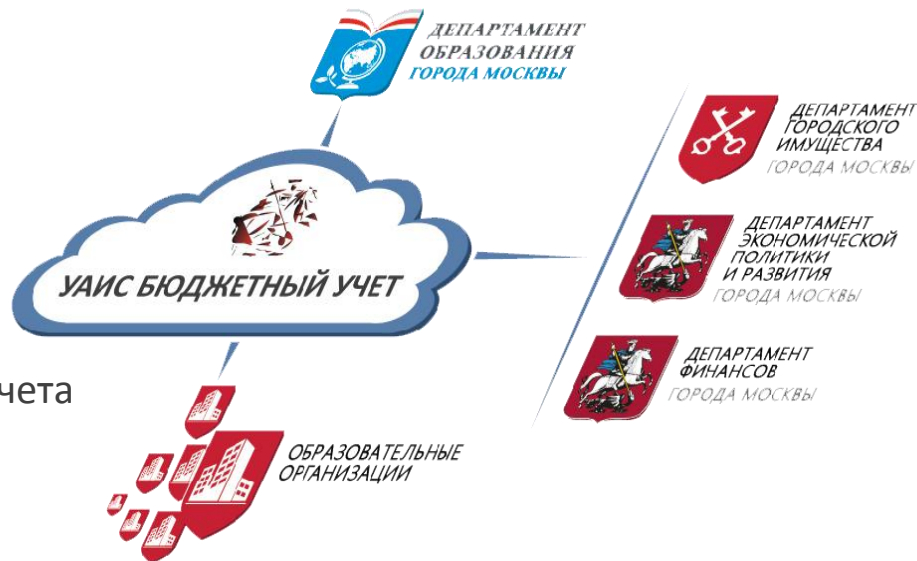 ДЕПАРТАМЕНТ
ОБРАЗОВАНИЯ
ГОРОДА МОСКВЫ
ДЕПАРТАМЕНТ
ГОРОДСКОГО
ИМУЩЕСТВА
ГОРОДА МОСКВЫ
УАИС БЮДЖЕТНЫЙ УЧЕТ
ДЕПАРТАМЕНТ
ЭКОНОМИЧЕСКОЙ
ПОЛИТИКИ
И РАЗВИТИЯ
ГОРОДА МОСКВЫ
ДЕПАРТАМЕНТ
ФИНАНСОВ
ГОРОДА МОСКВЫ
чета
ОБРАЗОВАТЕЛЬНЫЕ
ОРГАНИЗАЦИИ